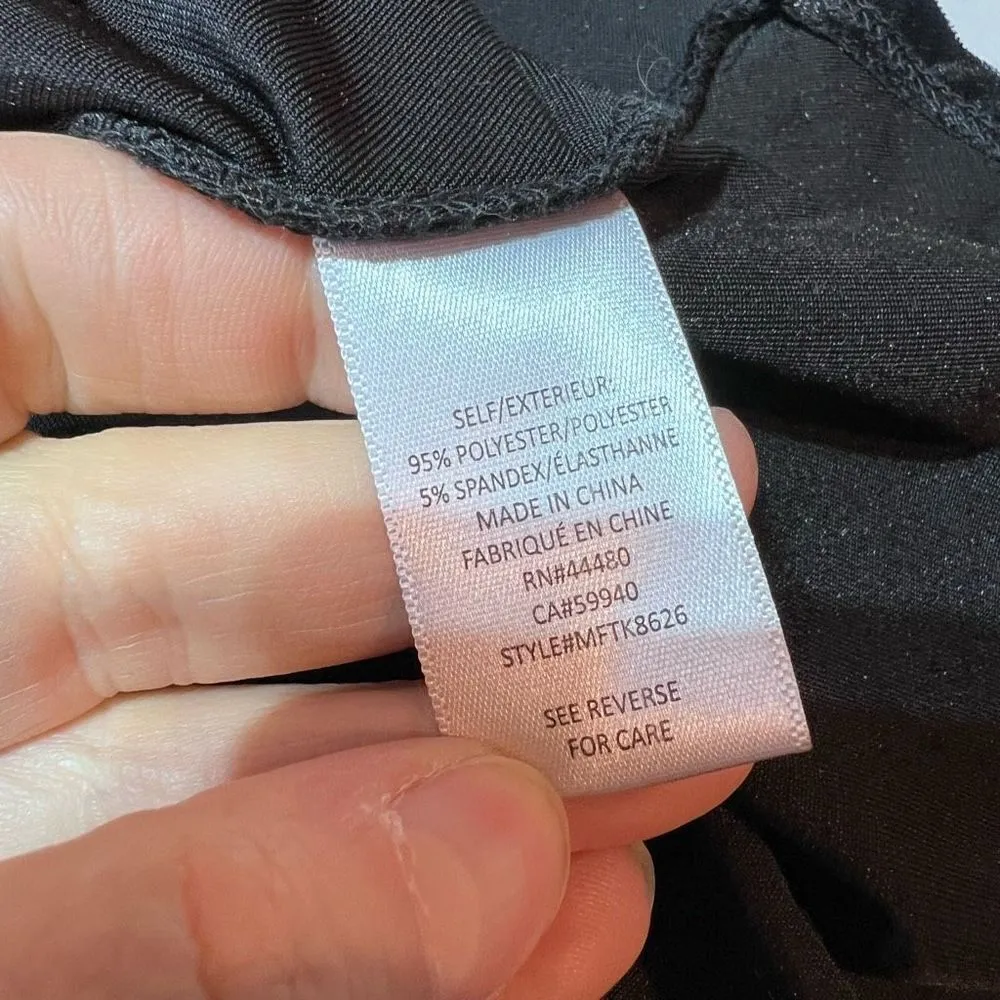 SELF/EXTERIEUR:
95% POLYESTER/POLYESTER
5% SPANDEX/ÉLASTHANNE
MADE IN CHINA
FABRIQUÉ EN CHINE
RN#44480
CA#59940
STYLE#MFTK8626
SEE REVERSE
FOR CARE